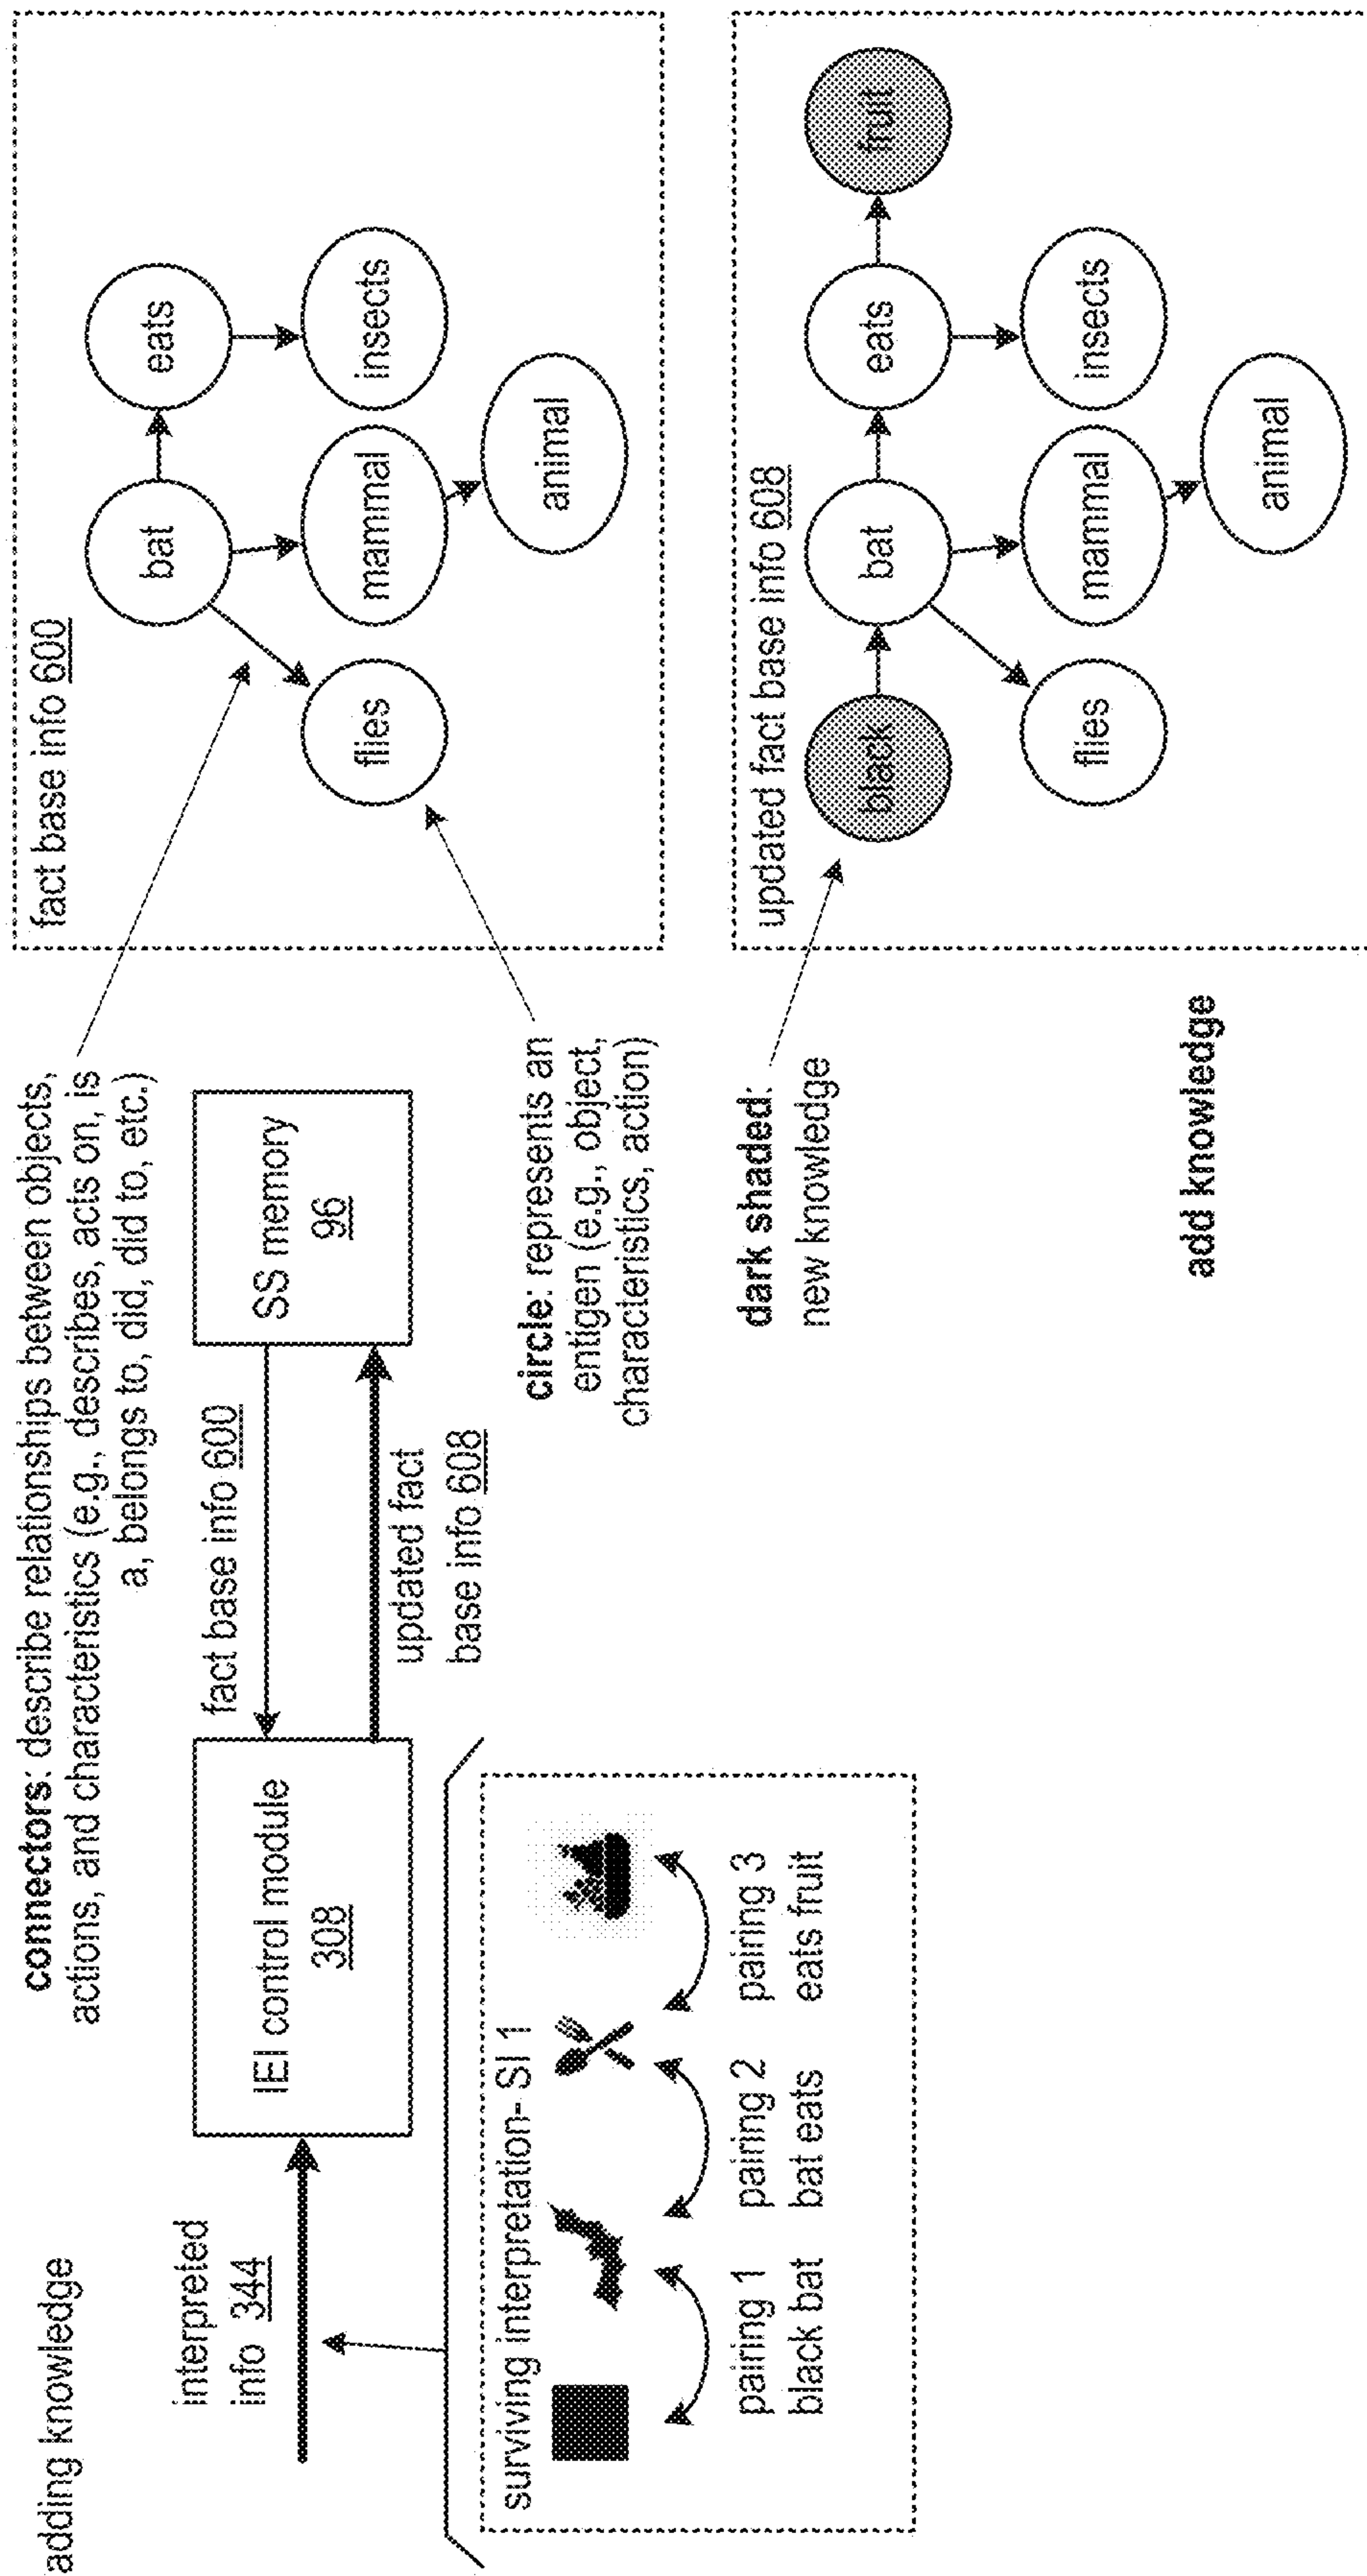 adding knowledge
connectors: describe relationships between objects,
actions, and characteristics (e.g., describes, acts on, is
a, belongs to, did, did to, etc.)
interpreted
info 344
IEI control module
308
fact base info 600
updated fact
base info 608
SS memory
96
surviving interpretation- SI 1
pairing 1
black bat
pairing 2
bat eats
pairing 3
eats fruit
circle: represents an
entigen (e.g., object,
characteristics, action)
dark shaded:
new knowledge
add knowledge
fact base info 600
bat
eats
flies
mammal
insects
animal
updated fact base info 608
black
bat
eats
fruit
flies
mammal
insects
animal